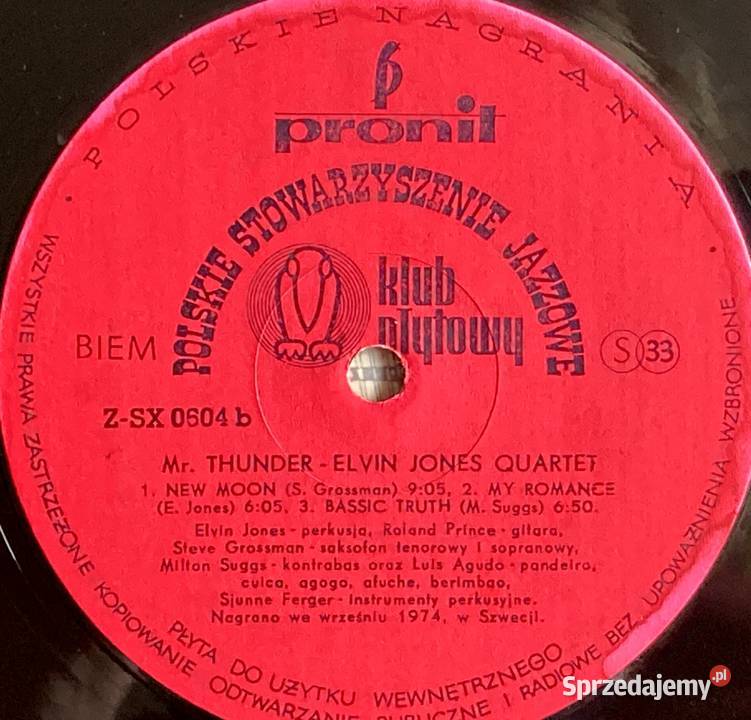 POLSKIE NAGRANIA
pronit
POLSKIE STOWARZYSZENIE JAZZOWE
klub
płytowy
BIEM
S 33
Z-SX 0604 b
Mr. THUNDER - ELVIN JONES QUARTET
1. NEW MOON (S. Grossman) 9:05, 2. MY ROMANCE
(E. Jones) 6:05, 3. BASSIC TRUTH (M. Suggs) 6:50.
Elvin Jones - perkusja, Roland Prince - gitara,
Steve Grossman - saksofon tenorowy i sopranowy,
Milton Suggs - kontrabas oraz Luis Agudo - pandeiro,
cuica, agogo, afuche, berimbao,
Sjunne Ferger - instrumenty perkusyjne.
Nagrano we wrześniu 1974, w Szwecji.
PŁYTA DO UŻYTKU WEWNĘTRZNEGO
WSZYSTKIE PRAWA ZASTRZEŻONE KOPIOWANIE ODTWARZANIE PUBLICZNE I RADIOWE BEZ UPOWAŻNIENIA WZBRONIONE
Sprzedajemy.pl